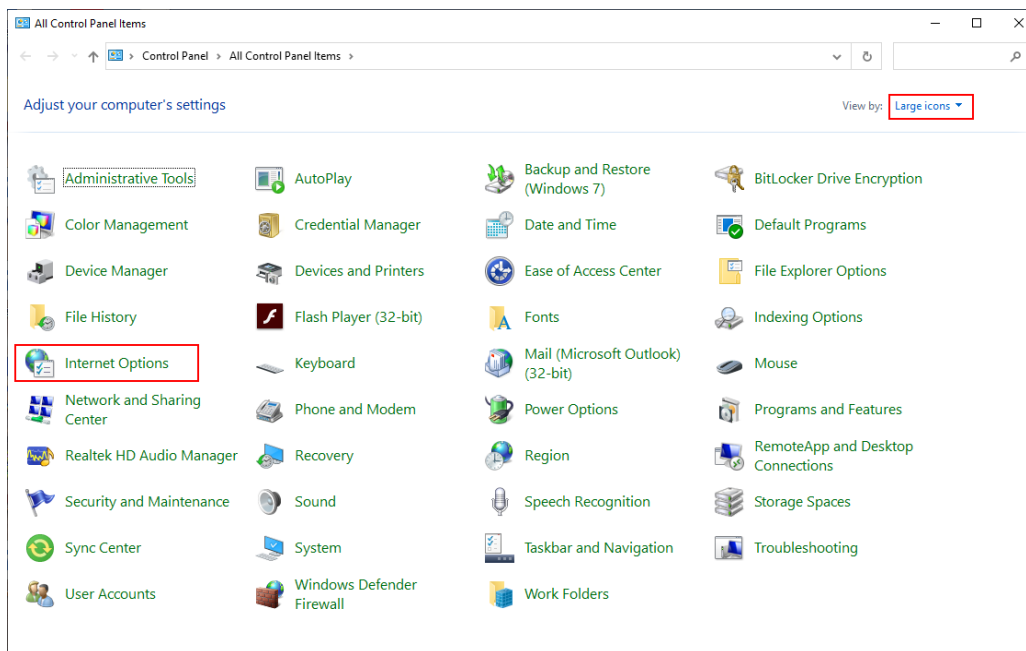 All Control Panel Items
Control Panel > All Control Panel Items >
Adjust your computer's settings
View by: Large icons
Administrative Tools
AutoPlay
Backup and Restore
(Windows 7)
BitLocker Drive Encryption
Color Management
Credential Manager
Date and Time
Default Programs
Device Manager
Devices and Printers
Ease of Access Center
File Explorer Options
File History
Flash Player (32-bit)
Fonts
Indexing Options
Internet Options
Keyboard
Mail (Microsoft Outlook)
(32-bit)
Mouse
Network and Sharing
Center
Phone and Modem
Power Options
Programs and Features
Realtek HD Audio Manager
Recovery
Region
RemoteApp and Desktop
Connections
Security and Maintenance
Sound
Speech Recognition
Storage Spaces
Sync Center
System
Taskbar and Navigation
Troubleshooting
User Accounts
Windows Defender
Firewall
Work Folders